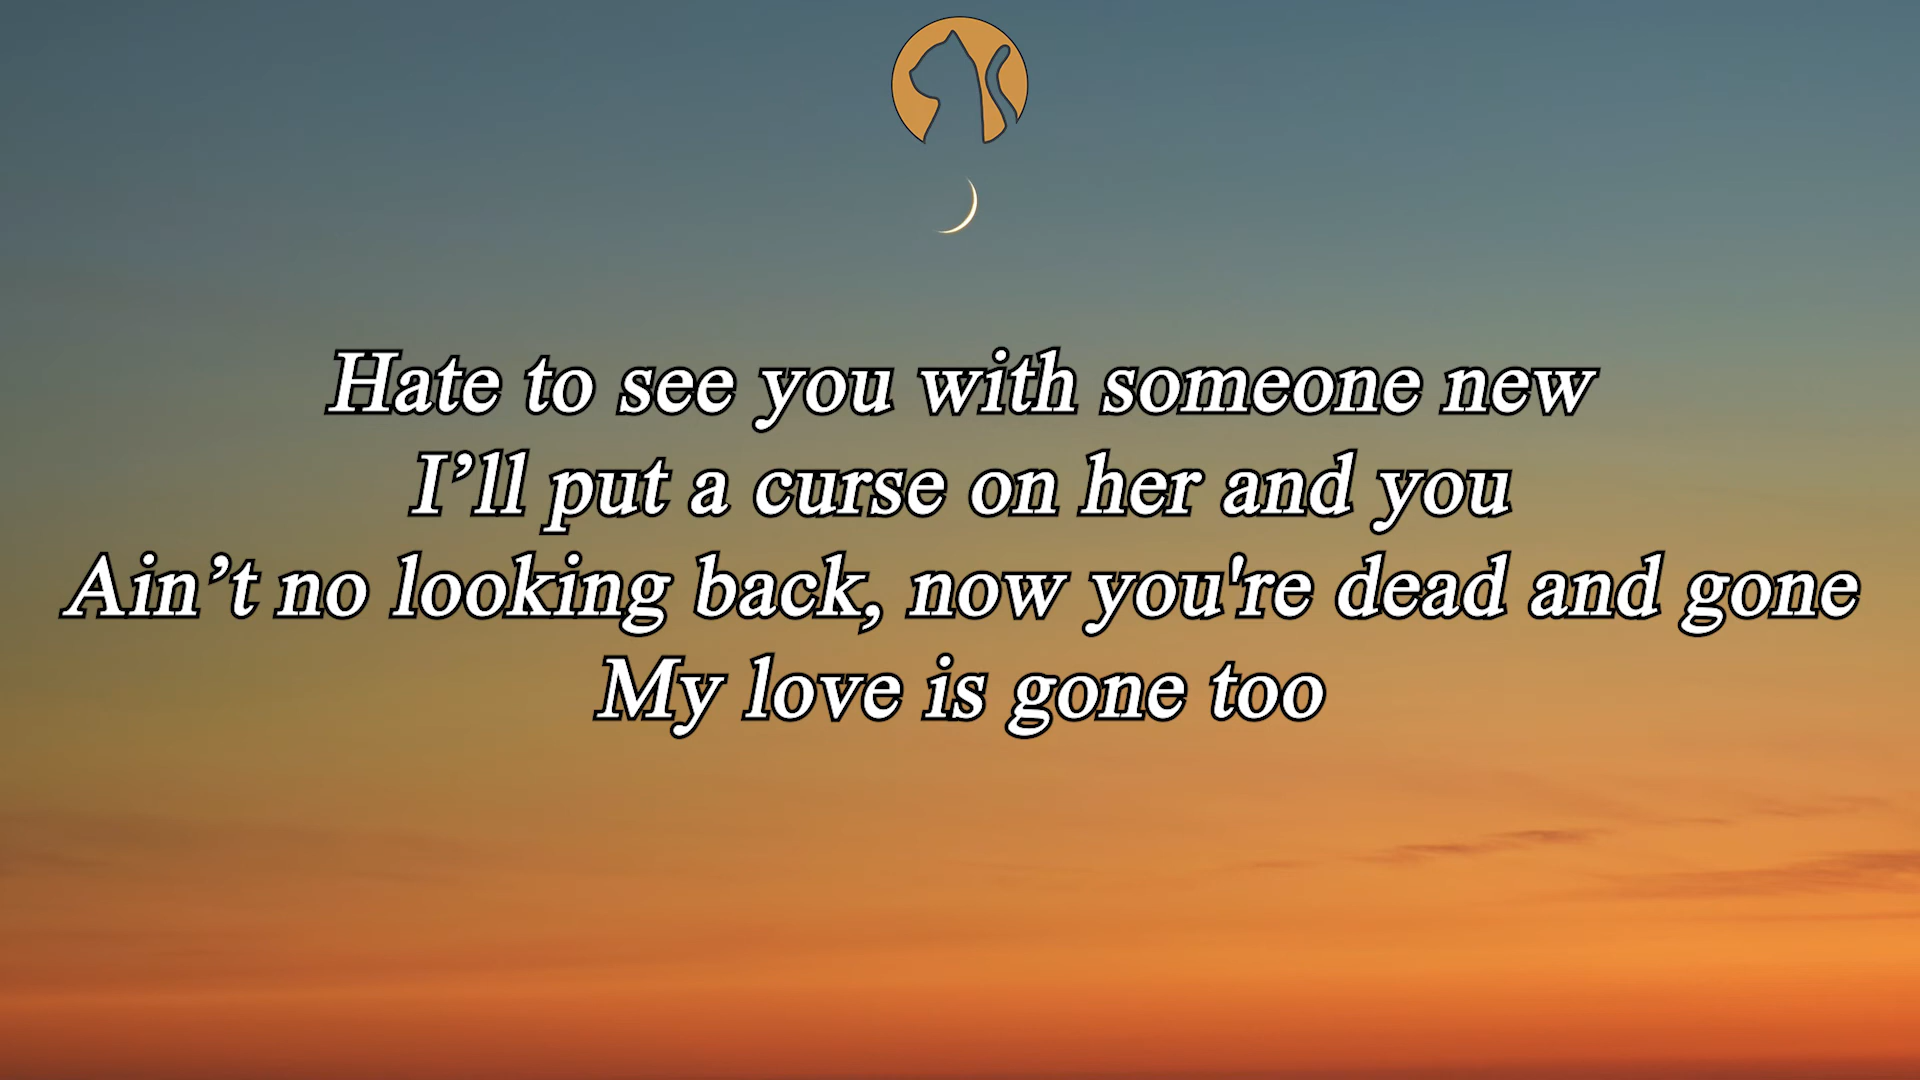 Hate to see you with someone new
I’ll put a curse on her and you
Ain’t no looking back, now you're dead and gone
My love is gone too